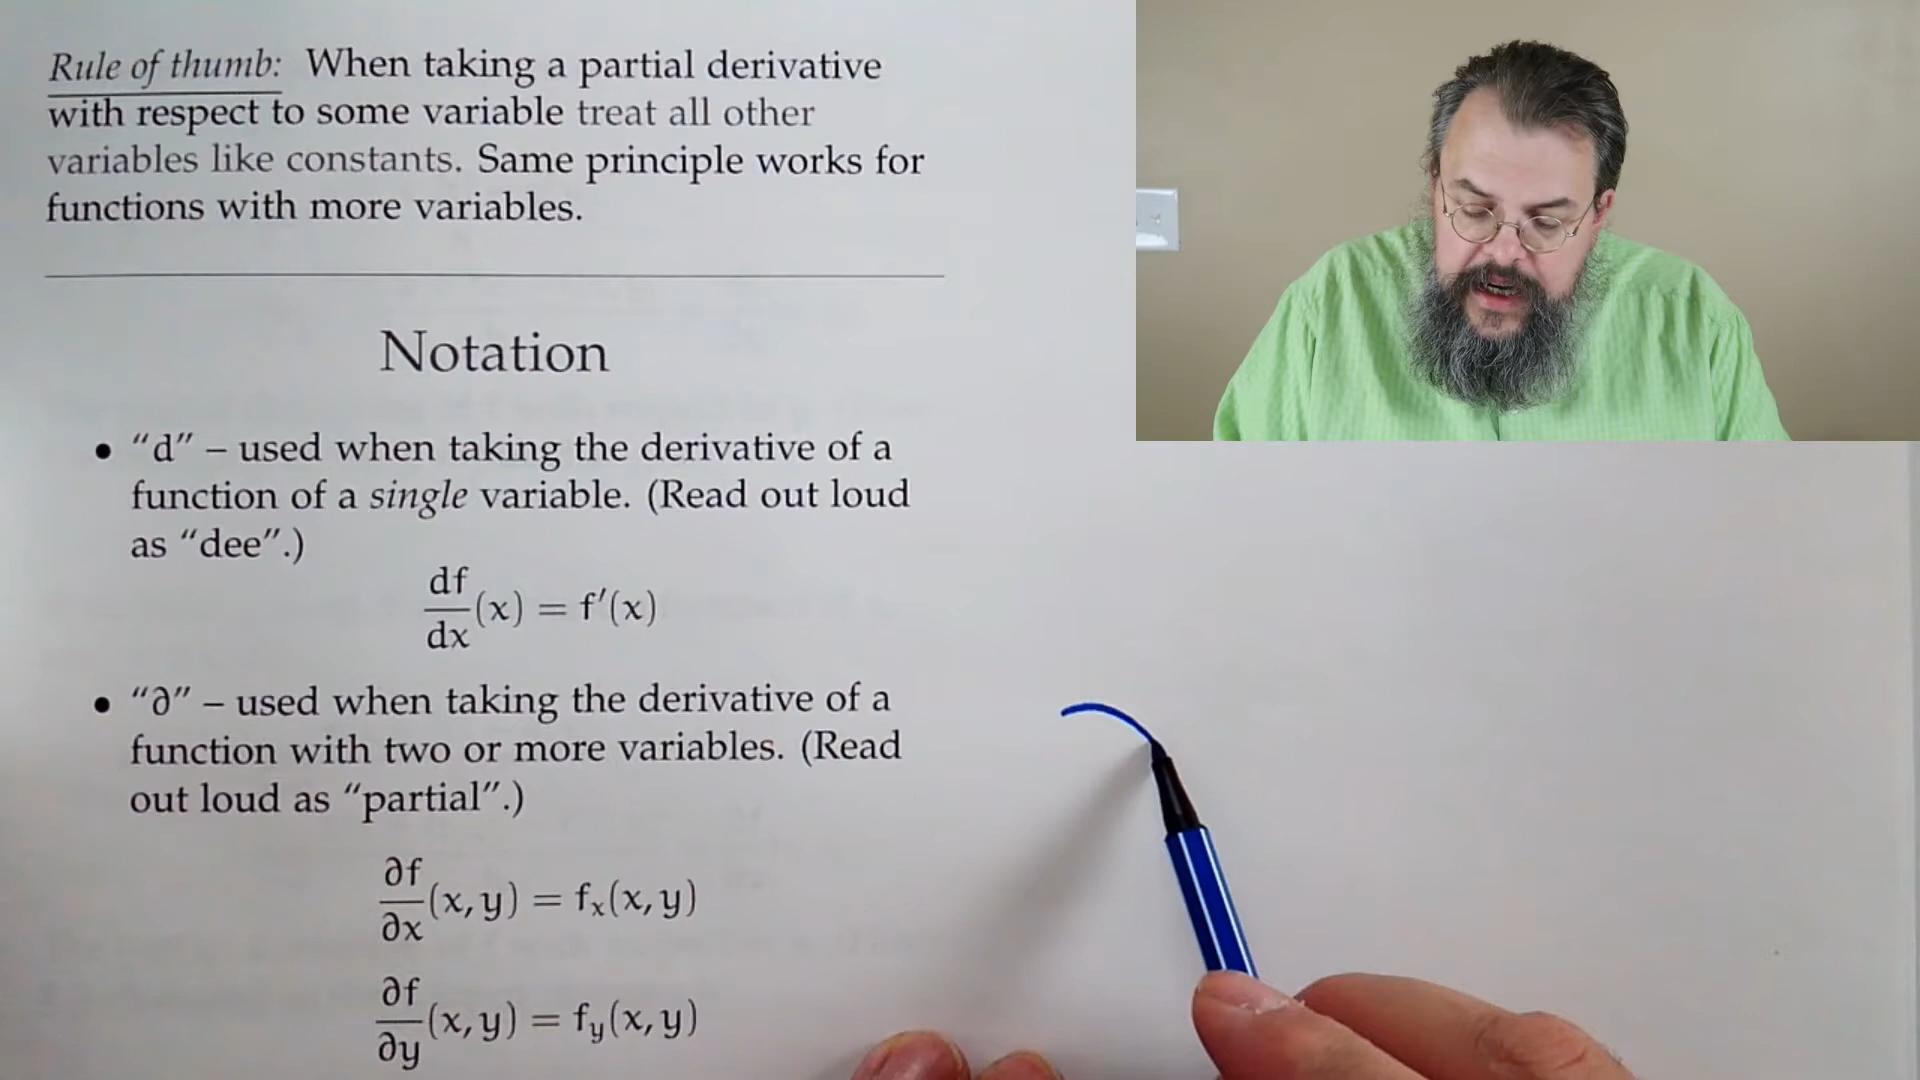 Rule of thumb: When taking a partial derivative
with respect to some variable treat all other
variables like constants. Same principle works for
functions with more variables.
Notation
• “d” – used when taking the derivative of a
function of a single variable. (Read out loud
as “dee”.)
df/dx (x) = f′(x)
• “∂” – used when taking the derivative of a
function with two or more variables. (Read
out loud as “partial”.)
∂f/∂x (x, y) = fₓ(x, y)
∂f/∂y (x, y) = f_y(x, y)